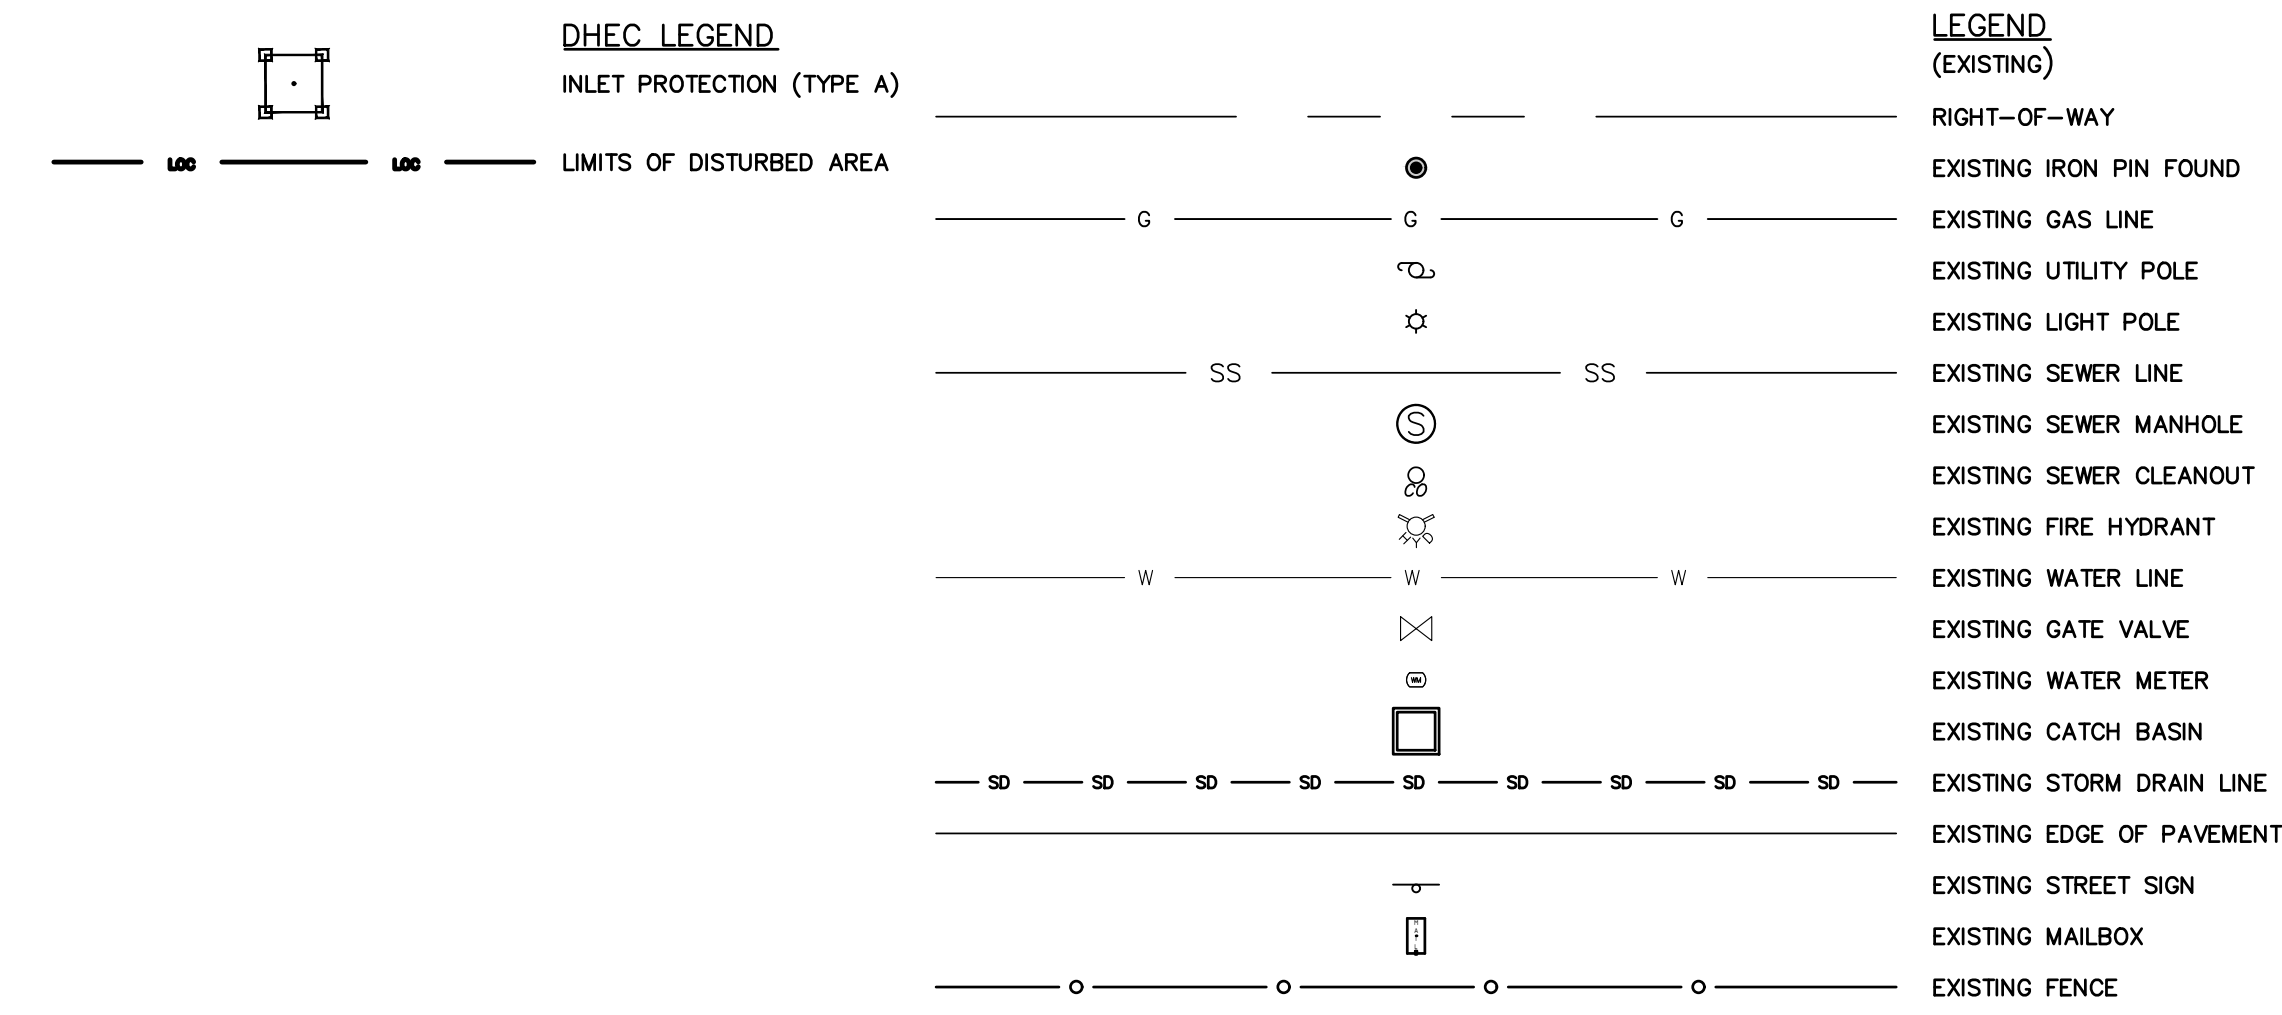 DHEC LEGEND
INLET PROTECTION (TYPE A)
LOC LOC LIMITS OF DISTURBED AREA
LEGEND
(EXISTING)
RIGHT-OF-WAY
EXISTING IRON PIN FOUND
G G G EXISTING GAS LINE
EXISTING UTILITY POLE
EXISTING LIGHT POLE
SS SS EXISTING SEWER LINE
S EXISTING SEWER MANHOLE
EXISTING SEWER CLEANOUT
CO
EXISTING FIRE HYDRANT
HYD
W W W EXISTING WATER LINE
EXISTING GATE VALVE
WM EXISTING WATER METER
EXISTING CATCH BASIN
SD SD SD SD SD SD SD SD SD EXISTING STORM DRAIN LINE
EXISTING EDGE OF PAVEMENT
EXISTING STREET SIGN
EXISTING MAILBOX
EXISTING FENCE